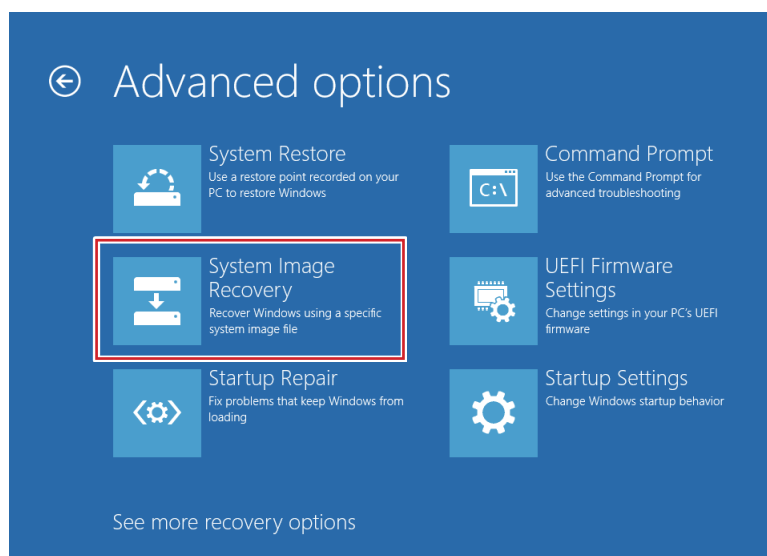 Advanced options
System Restore
Use a restore point recorded on your
PC to restore Windows
Command Prompt
Use the Command Prompt for
advanced troubleshooting
C:\
System Image
Recovery
Recover Windows using a specific
system image file
UEFI Firmware
Settings
Change settings in your PC's UEFI
firmware
Startup Repair
Fix problems that keep Windows from
loading
Startup Settings
Change Windows startup behavior
See more recovery options